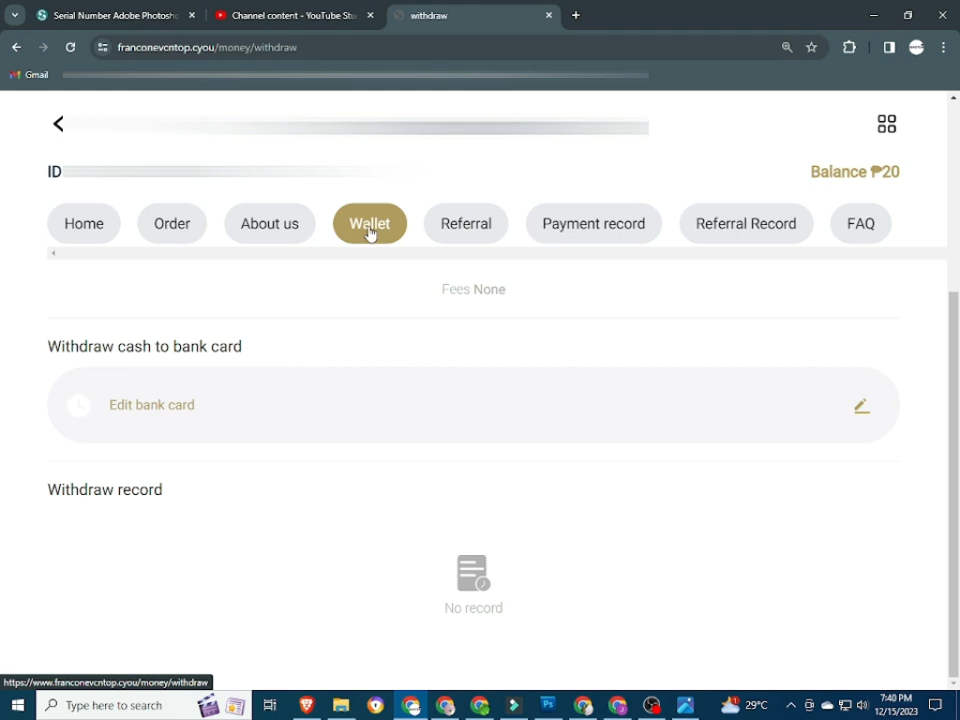 Serial Number Adobe Photosh
Channel content - YouTube Stu
withdraw
franconevcntop.cyou/money/withdraw
Gmail
ID
Balance ₱20
Home
Order
About us
Wallet
Referral
Payment record
Referral Record
FAQ
Fees None
Withdraw cash to bank card
Edit bank card
Withdraw record
No record
https://www.franconevcntop.cyou/money/withdraw
Type here to search
Ps
29°C
7:40 PM
12/15/2023